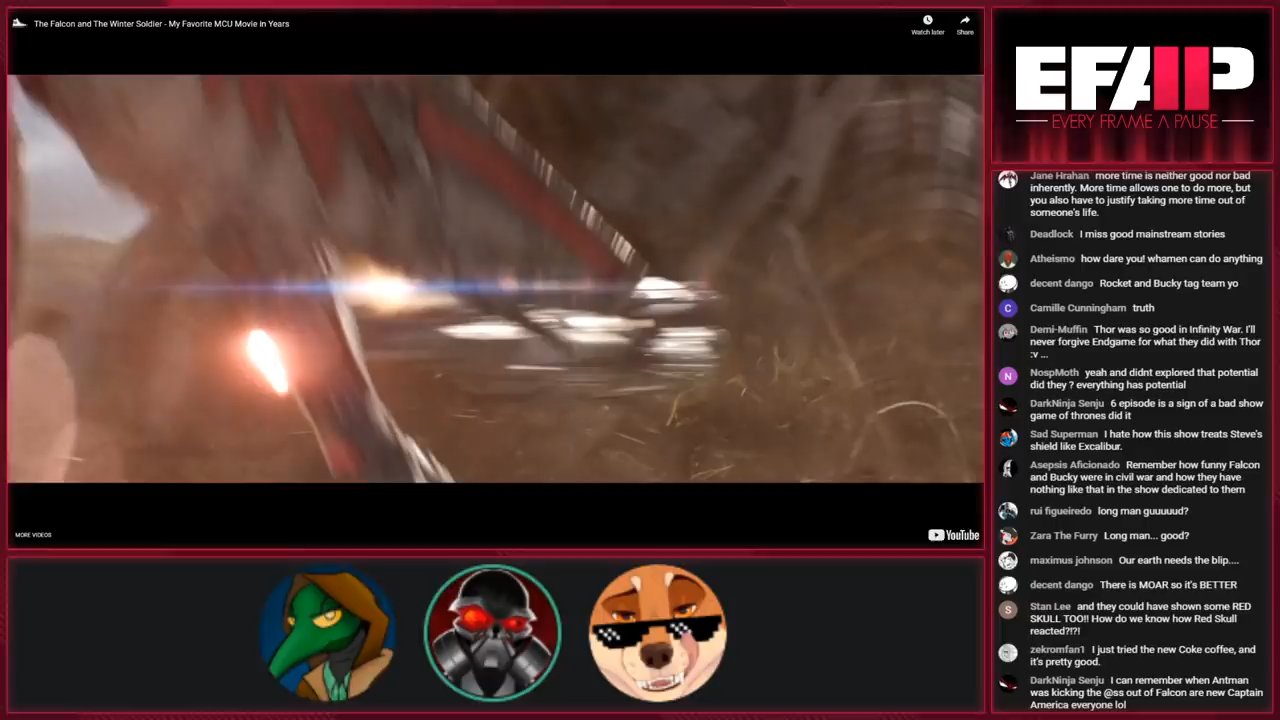 The Falcon and The Winter Soldier - My Favorite MCU Movie in Years
Watch later
Share
MORE VIDEOS
YouTube
EFAP
EVERY FRAME A PAUSE
Jane Hrahan more time is neither good nor bad
inherently. More time allows one to do more, but
you also have to justify taking more time out of
someone's life.
Deadlock I miss good mainstream stories
Atheismo how dare you! whamen can do anything
decent dango Rocket and Bucky tag team yo
C
Camille Cunningham truth
Demi-Muffin Thor was so good in Infinity War. I'll
never forgive Endgame for what they did with Thor
:v ...
N
NospMoth yeah and didnt explored that potential
did they ? everything has potential
DarkNinja Senju 6 episode is a sign of a bad show
game of thrones did it
Sad Superman I hate how this show treats Steve's
shield like Excalibur.
Asepsis Aficionado Remember how funny Falcon
and Bucky were in civil war and how they have
nothing like that in the show dedicated to them
rui figueiredo long man guuuuud?
Zara The Furry Long man... good?
maximus johnson Our earth needs the blip....
decent dango There is MOAR so it's BETTER
S
Stan Lee and they could have shown some RED
SKULL TOO!! How do we know how Red Skull
reacted?!?!
zekromfan1 I just tried the new Coke coffee, and
it's pretty good.
DarkNinja Senju I can remember when Antman
was kicking the @ss out of Falcon are new Captain
America everyone lol